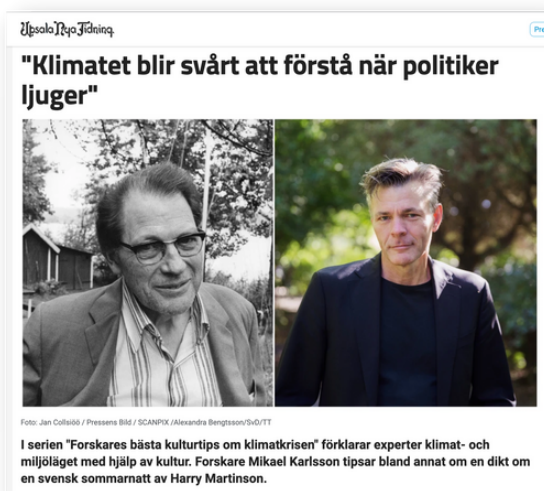 Upsala Nya Tidning
Pre
"Klimatet blir svårt att förstå när politiker
ljuger"
Foto: Jan Collsiöö / Pressens Bild / SCANPIX /Alexandra Bengtsson/SvD/TT
I serien "Forskares bästa kulturtips om klimatkrisen" förklarar experter klimat- och
miljöläget med hjälp av kultur. Forskare Mikael Karlsson tipsar bland annat om en dikt om
en svensk sommarnatt av Harry Martinson.